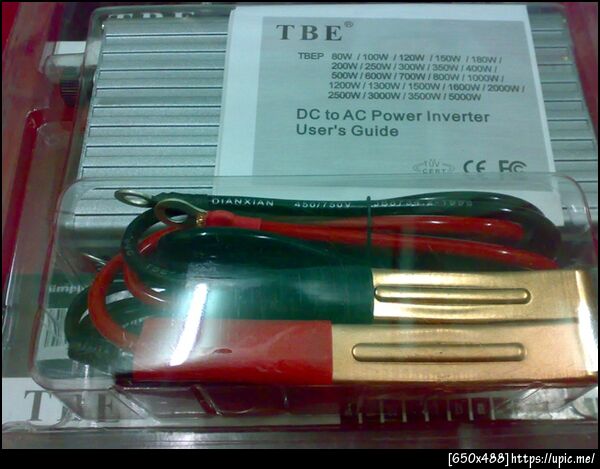 TBE®
TBEP 80W / 100W / 120W / 150W / 180W /
200W / 250W / 300W / 350W / 400W /
500W / 600W / 700W / 800W / 1000W /
1200W / 1300W / 1500W / 1600W / 2000W /
2500W / 3000W / 3500W / 5000W
DC to AC Power Inverter
User's Guide
TUV
CERT
CE FC
DIANXIAN 450/750V
[650x488] https://upic.me/